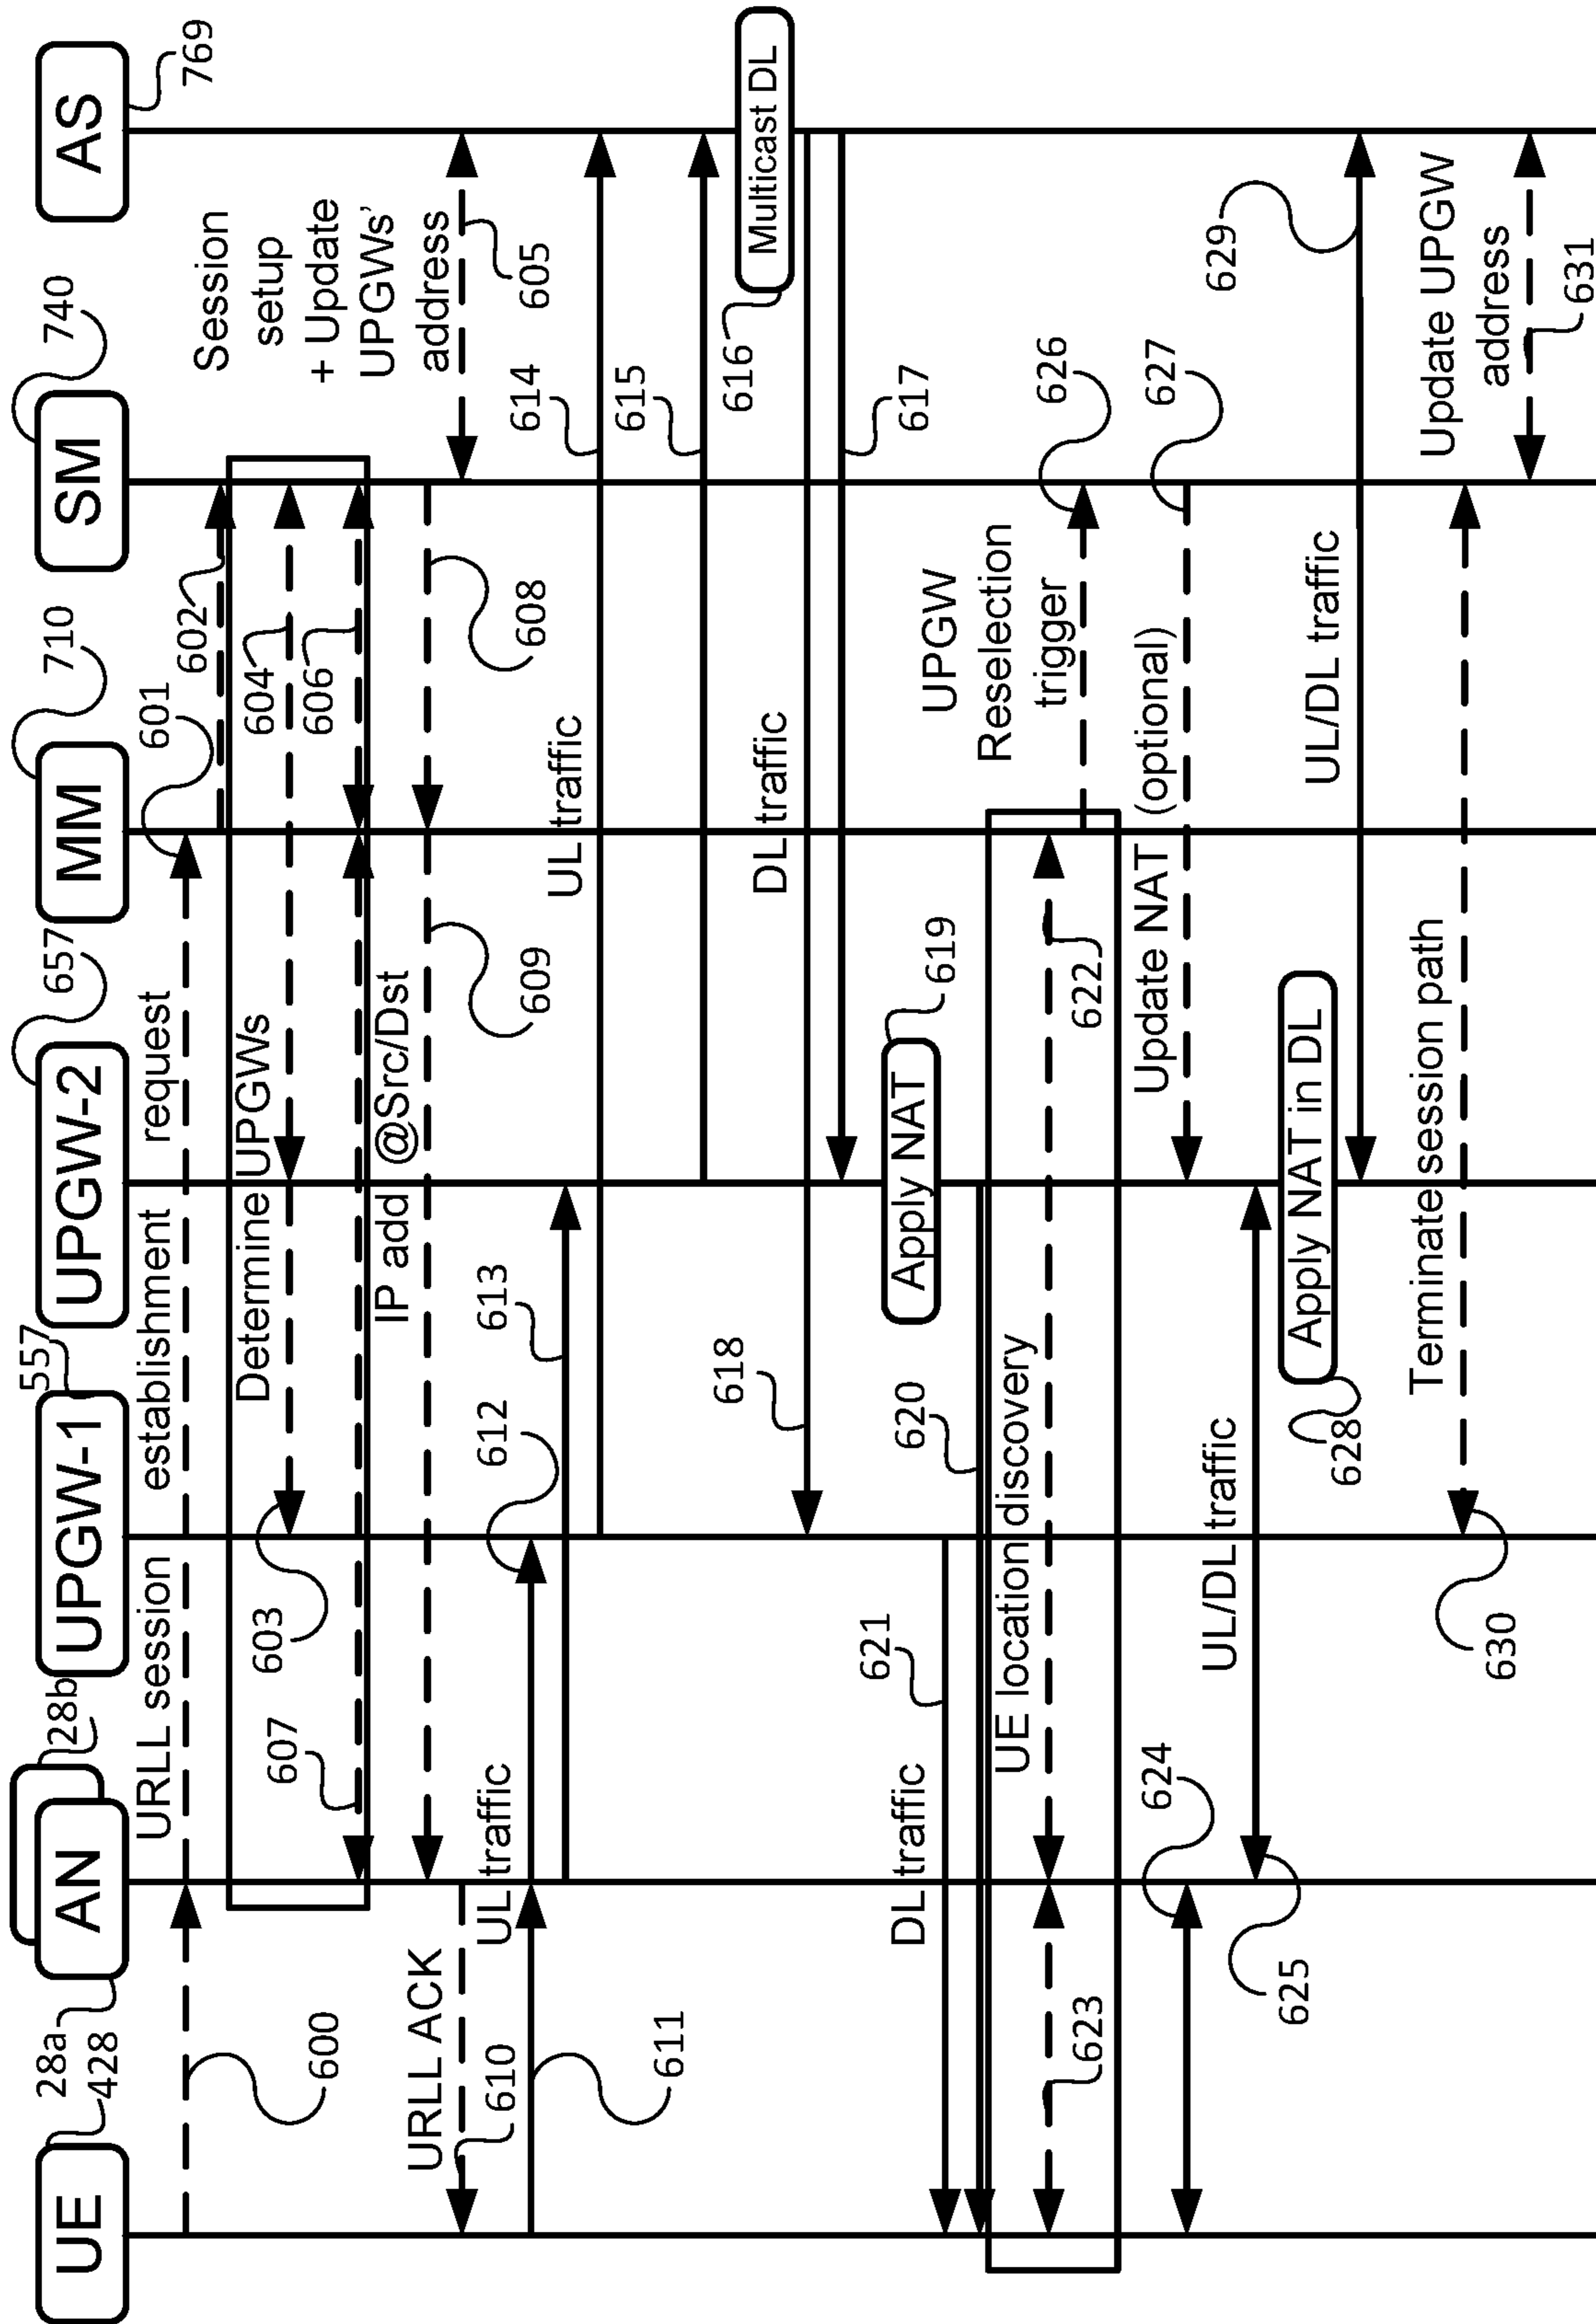 UE
428
28a
AN
28b
UPGW-1
557
UPGW-2
657
MM
710
SM
740
AS
769
URLL session establishment request
600
601
602
Determine UPGWs
603
604
606
607
Session
setup
+ Update
UPGWs'
address
605
IP add @Src/Dst
608
609
URLL ACK
610
UL traffic
611
612
613
UL traffic
614
615
Multicast DL
616
DL traffic
617
618
Apply NAT
619
DL traffic
620
621
UE location discovery
622
623
UPGW
Reselection
trigger
626
Update NAT (optional)
627
624
UL/DL traffic
625
Apply NAT in DL
628
UL/DL traffic
629
Terminate session path
630
Update UPGW
address
631